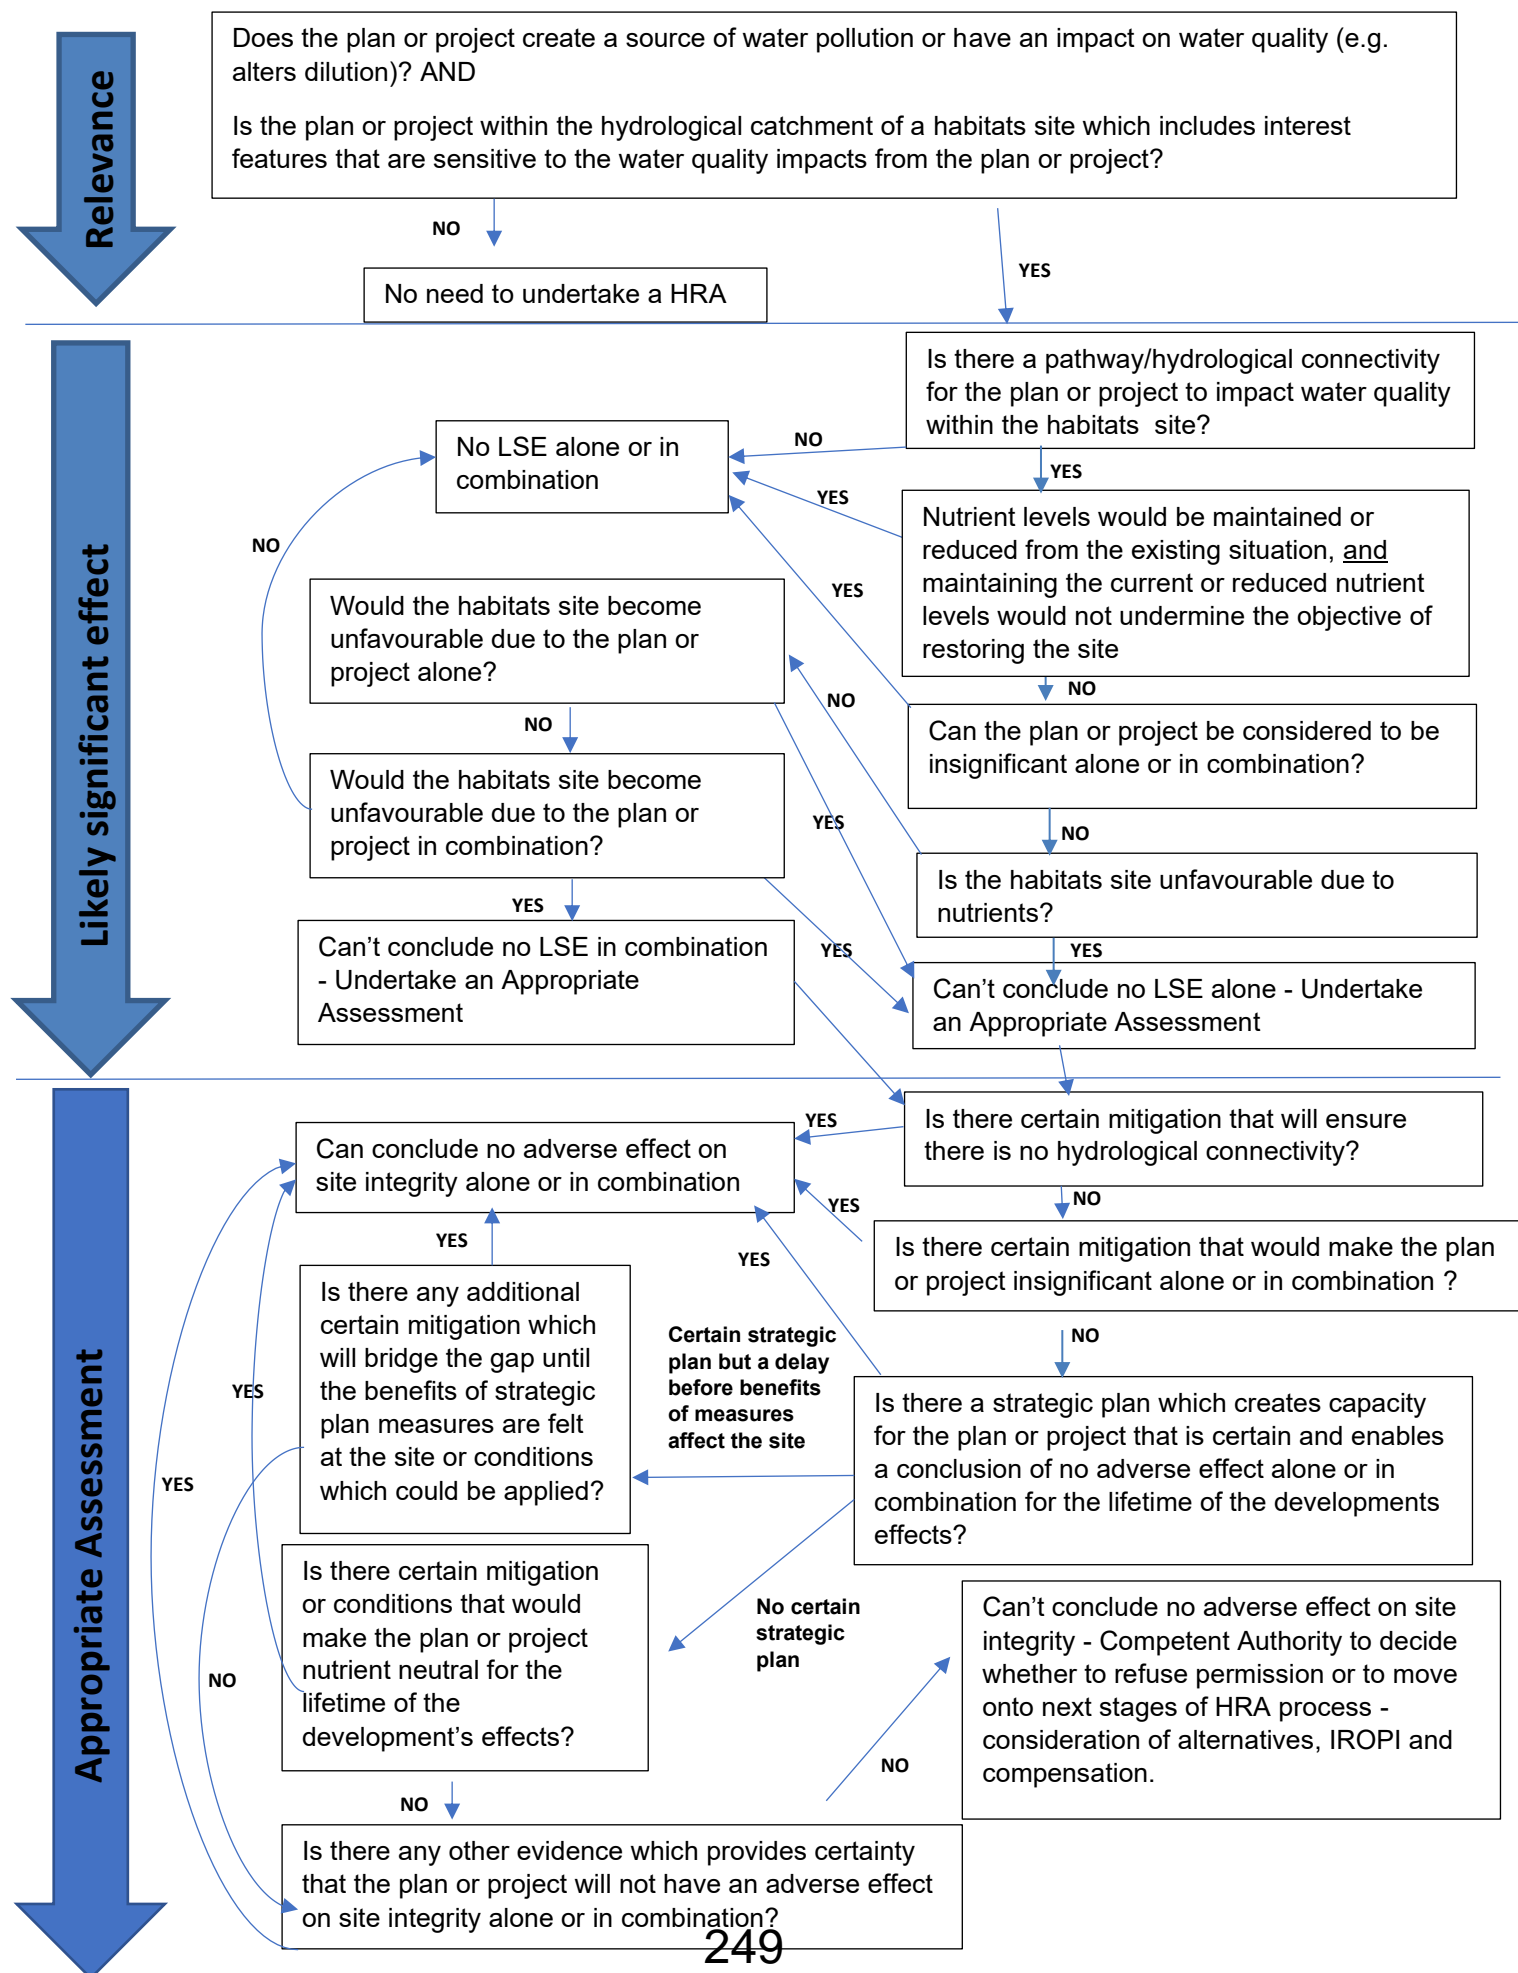 Relevance
Does the plan or project create a source of water pollution or have an impact on water quality (e.g.
alters dilution)? AND
Is the plan or project within the hydrological catchment of a habitats site which includes interest
features that are sensitive to the water quality impacts from the plan or project?
NO
YES
No need to undertake a HRA
Likely significant effect
Is there a pathway/hydrological connectivity
for the plan or project to impact water quality
within the habitats  site?
NO
No LSE alone or in
combination
YES
YES
Nutrient levels would be maintained or
reduced from the existing situation, and
maintaining the current or reduced nutrient
levels would not undermine the objective of
restoring the site
NO
YES
Would the habitats site become
unfavourable due to the plan or
project alone?
NO
NO
NO
Can the plan or project be considered to be
insignificant alone or in combination?
Would the habitats site become
unfavourable due to the plan or
project in combination?
YES
NO
Is the habitats site unfavourable due to
nutrients?
YES
YES
YES
Can't conclude no LSE in combination
- Undertake an Appropriate
Assessment
Can't conclude no LSE alone - Undertake
an Appropriate Assessment
Appropriate Assessment
Is there certain mitigation that will ensure
there is no hydrological connectivity?
YES
Can conclude no adverse effect on
site integrity alone or in combination
NO
YES
Is there certain mitigation that would make the plan
or project insignificant alone or in combination ?
YES
YES
Is there any additional
certain mitigation which
will bridge the gap until
the benefits of strategic
plan measures are felt
at the site or conditions
which could be applied?
Certain strategic
plan but a delay
before benefits
of measures
affect the site
NO
Is there a strategic plan which creates capacity
for the plan or project that is certain and enables
a conclusion of no adverse effect alone or in
combination for the lifetime of the developments
effects?
YES
YES
Is there certain mitigation
or conditions that would
make the plan or project
nutrient neutral for the
lifetime of the
development's effects?
No certain
strategic
plan
Can't conclude no adverse effect on site
integrity - Competent Authority to decide
whether to refuse permission or to move
onto next stages of HRA process -
consideration of alternatives, IROPI and
compensation.
NO
NO
NO
Is there any other evidence which provides certainty
that the plan or project will not have an adverse effect
on site integrity alone or in combination?
249